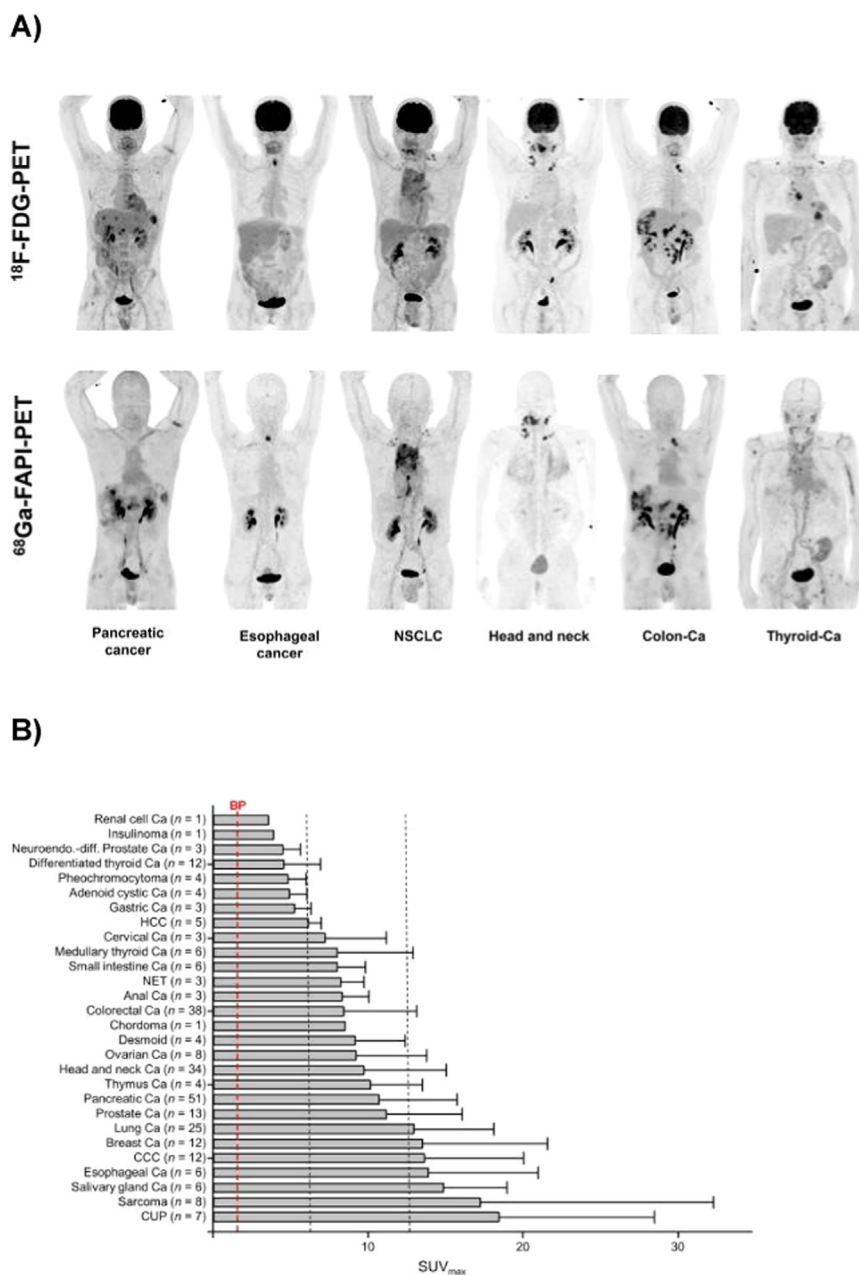 A)
18F-FDG-PET
68Ga-FAPI-PET
Pancreatic
cancer
Esophageal
cancer
NSCLC
Head and neck
Colon-Ca
Thyroid-Ca
B)
BP
Renal cell Ca (n = 1)
Insulinoma (n = 1)
Neuroendo.-diff. Prostate Ca (n = 3)
Differentiated thyroid Ca (n = 12)
Pheochromocytoma (n = 4)
Adenoid cystic Ca (n = 4)
Gastric Ca (n = 3)
HCC (n = 5)
Cervical Ca (n = 3)
Medullary thyroid Ca (n = 6)
Small intestine Ca (n = 6)
NET (n = 3)
Anal Ca (n = 3)
Colorectal Ca (n = 38)
Chordoma (n = 1)
Desmoid (n = 4)
Ovarian Ca (n = 8)
Head and neck Ca (n = 34)
Thymus Ca (n = 4)
Pancreatic Ca (n = 51)
Prostate Ca (n = 13)
Lung Ca (n = 25)
Breast Ca (n = 12)
CCC (n = 12)
Esophageal Ca (n = 6)
Salivary gland Ca (n = 6)
Sarcoma (n = 8)
CUP (n = 7)
10 20 30
SUVmax